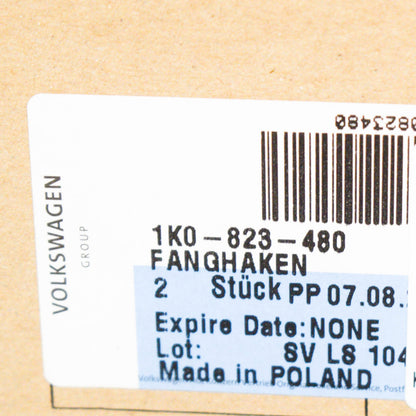 VOLKSWAGEN
GROUP
0823480
1K0-823-480
FANGHAKEN
2 Stück PP 07.08.
Expire Date:NONE
Lot: SV LS 104
Made in POLAND